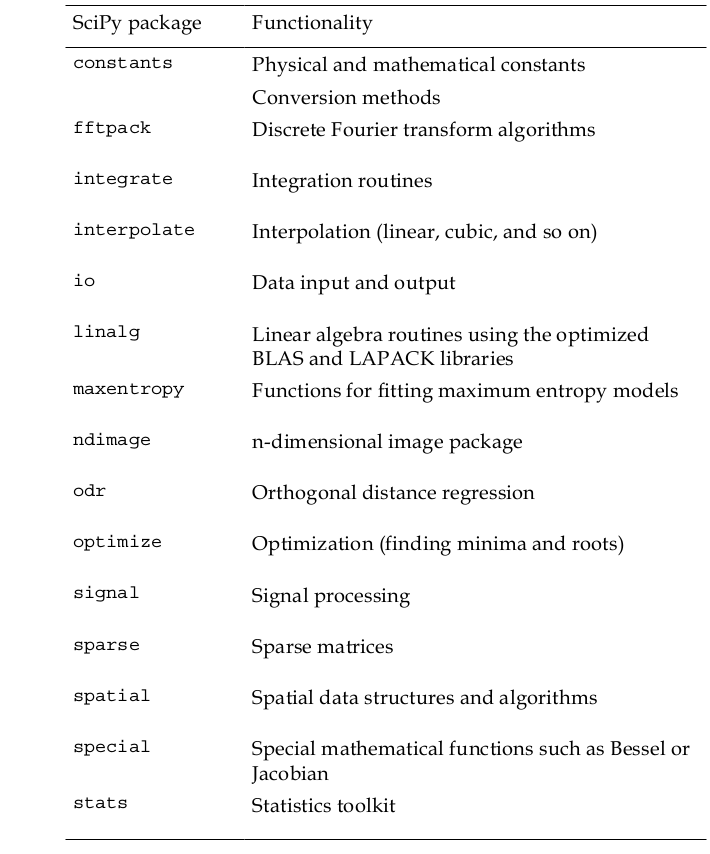 SciPy package Functionality
constants Physical and mathematical constants
Conversion methods
fftpack Discrete Fourier transform algorithms
integrate Integration routines
interpolate Interpolation (linear, cubic, and so on)
io Data input and output
linalg Linear algebra routines using the optimized
BLAS and LAPACK libraries
maxentropy Functions for fitting maximum entropy models
ndimage n-dimensional image package
odr Orthogonal distance regression
optimize Optimization (finding minima and roots)
signal Signal processing
sparse Sparse matrices
spatial Spatial data structures and algorithms
special Special mathematical functions such as Bessel or
Jacobian
stats Statistics toolkit